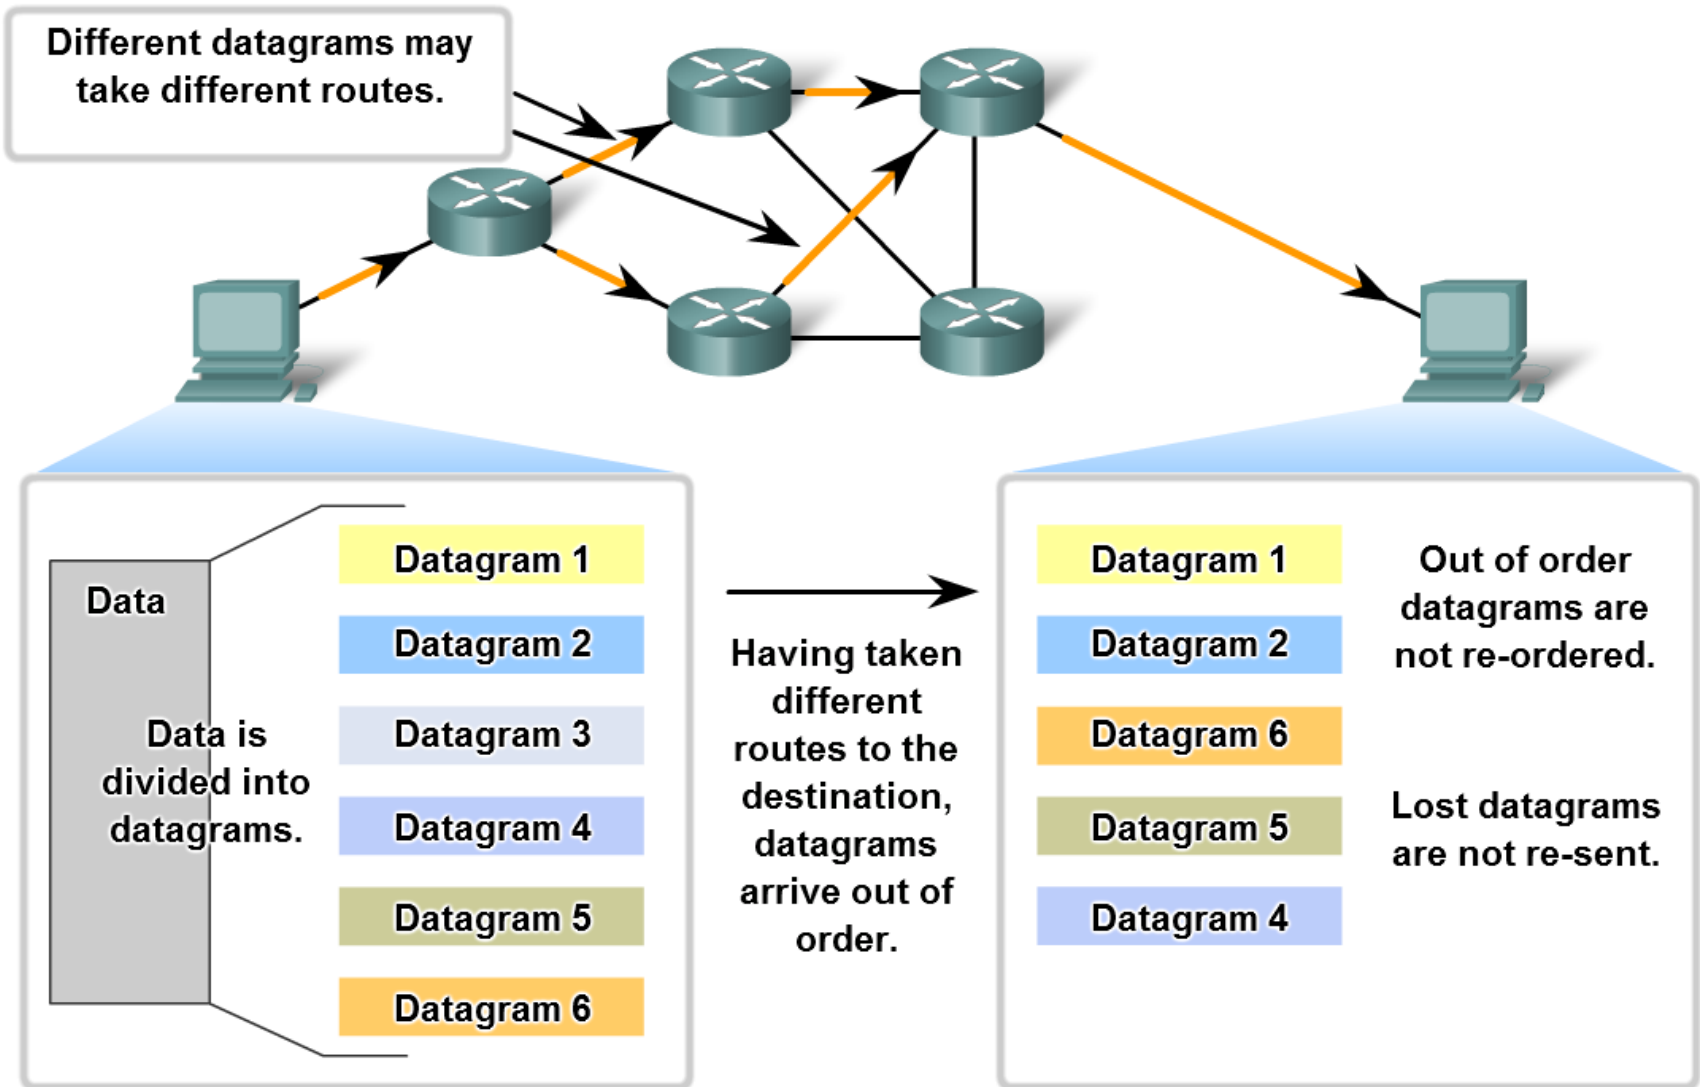 Different datagrams may
take different routes.
Data
Data is
divided into
datagrams.
Datagram 1
Datagram 2
Datagram 3
Datagram 4
Datagram 5
Datagram 6
Having taken
different
routes to the
destination,
datagrams
arrive out of
order.
Datagram 1
Datagram 2
Datagram 6
Datagram 5
Datagram 4
Out of order
datagrams are
not re-ordered.
Lost datagrams
are not re-sent.